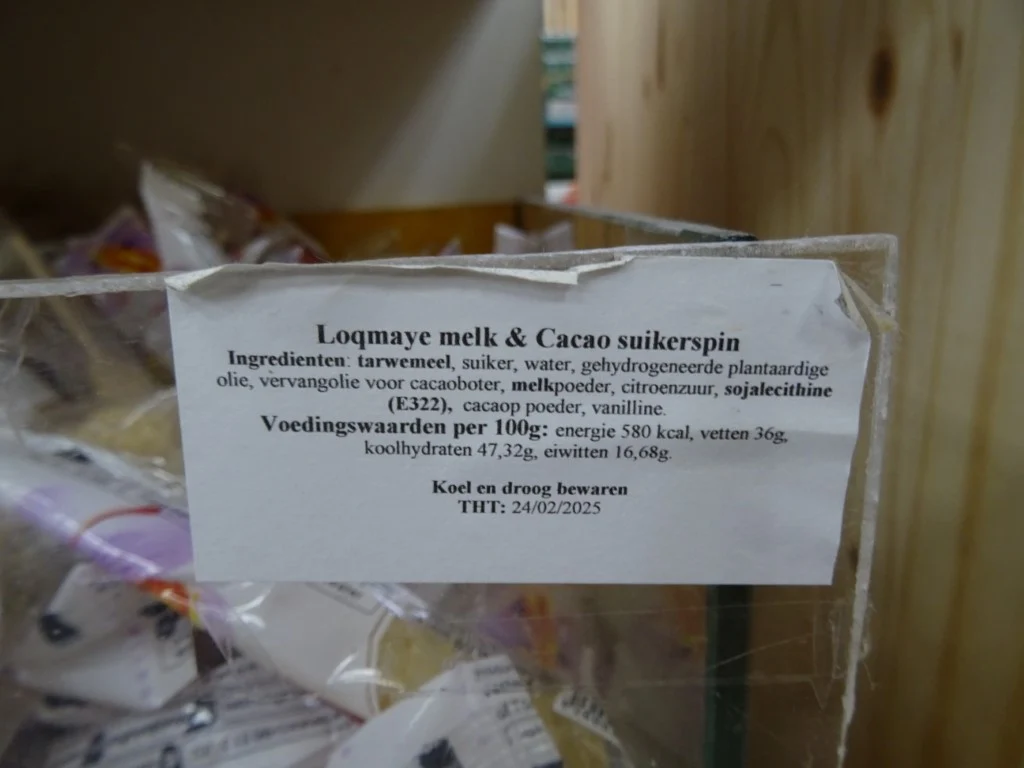 Loqmaye melk & Cacao suikerspin
Ingredienten: tarwemeel, suiker, water, gehydrogeneerde plantaardige
olie, vervangolie voor cacaoboter, melkpoeder, citroenzuur, sojalecithine
(E322), cacaop poeder, vanilline.
Voedingswaarden per 100g: energie 580 kcal, vetten 36g,
koolhydraten 47,32g, eiwitten 16,68g.
Koel en droog bewaren
THT: 24/02/2025